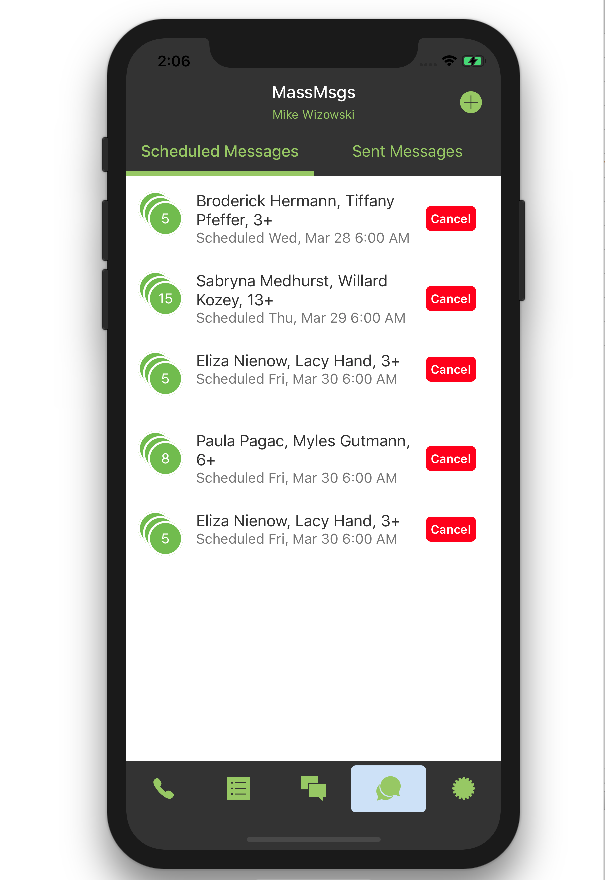 2:06
MassMsgs
Mike Wizowski
Scheduled Messages
Sent Messages
5
Broderick Hermann, Tiffany
Pfeffer, 3+
Scheduled Wed, Mar 28 6:00 AM
Cancel
15
Sabryna Medhurst, Willard
Kozey, 13+
Scheduled Thu, Mar 29 6:00 AM
Cancel
5
Eliza Nienow, Lacy Hand, 3+
Scheduled Fri, Mar 30 6:00 AM
Cancel
8
Paula Pagac, Myles Gutmann,
6+
Scheduled Fri, Mar 30 6:00 AM
Cancel
5
Eliza Nienow, Lacy Hand, 3+
Scheduled Fri, Mar 30 6:00 AM
Cancel